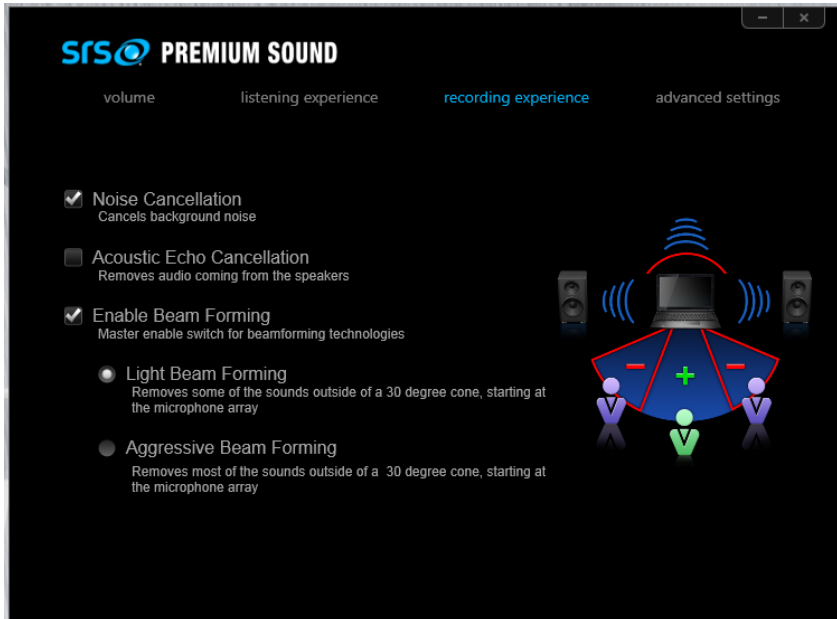 srs PREMIUM SOUND
volume listening experience recording experience advanced settings
Noise Cancellation
Cancels background noise
Acoustic Echo Cancellation
Removes audio coming from the speakers
Enable Beam Forming
Master enable switch for beamforming technologies
Light Beam Forming
Removes some of the sounds outside of a 30 degree cone, starting at
the microphone array
Aggressive Beam Forming
Removes most of the sounds outside of a 30 degree cone, starting at
the microphone array